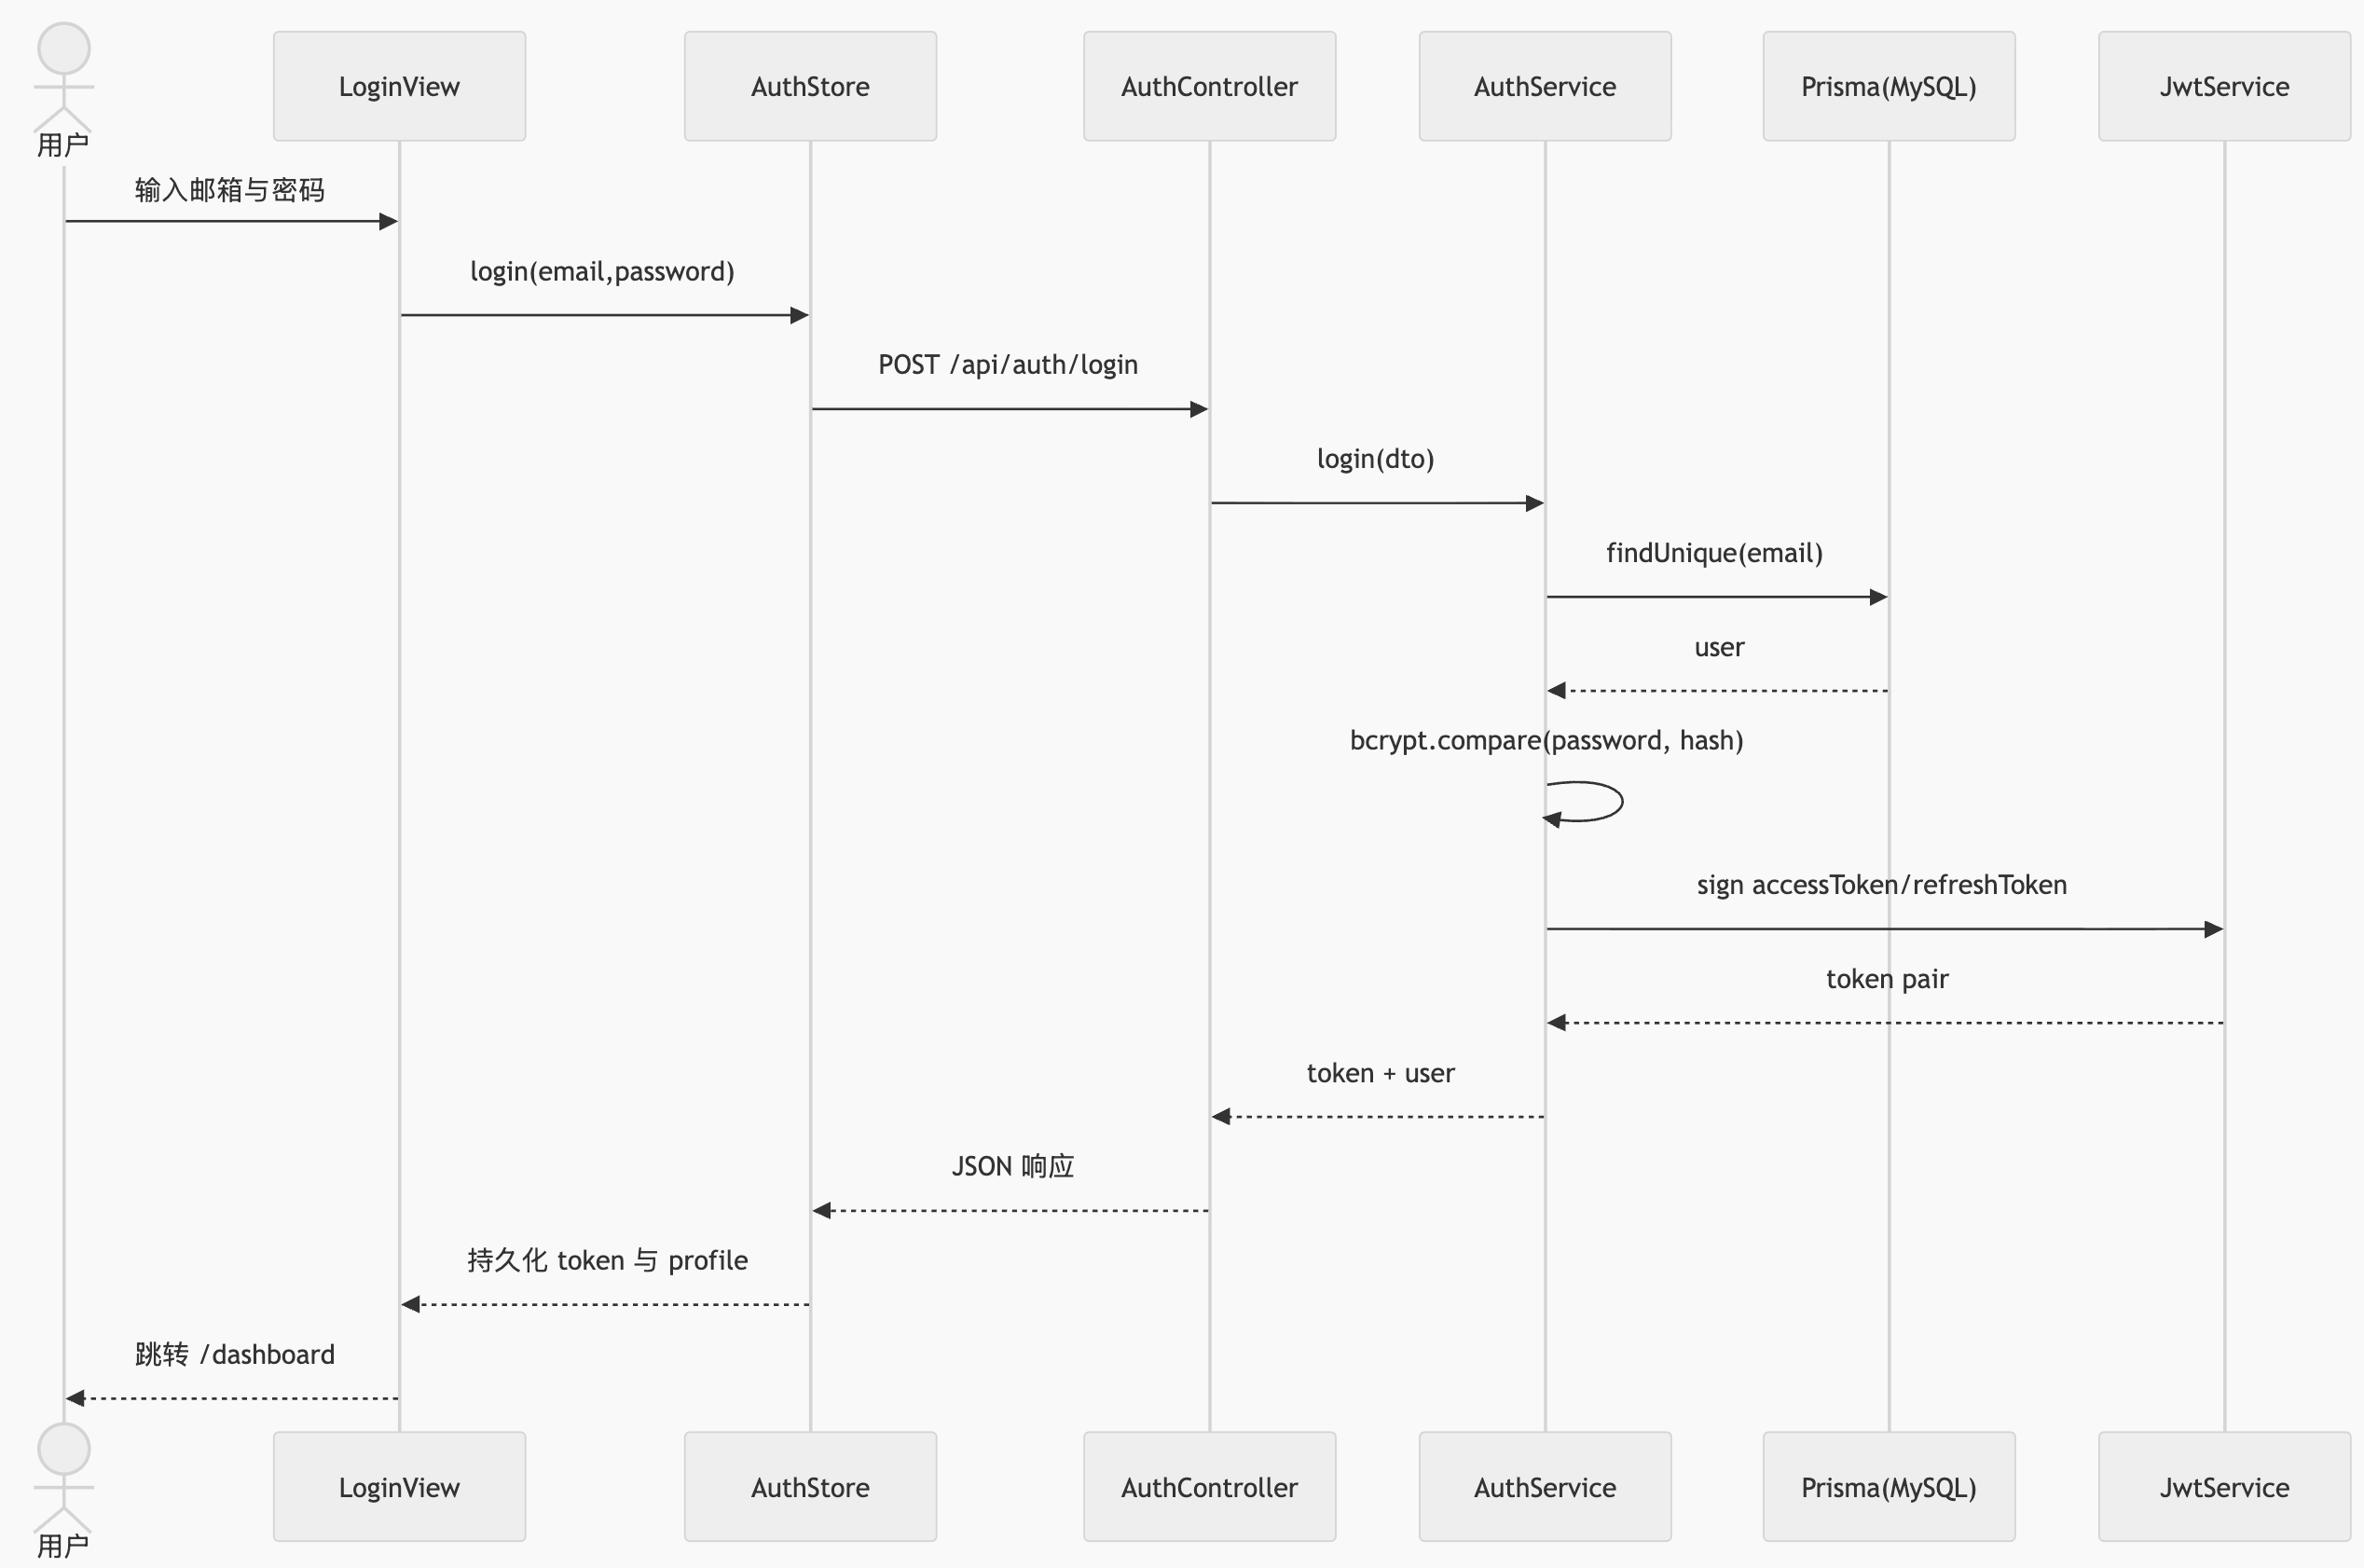 用户
LoginView
AuthStore
AuthController
AuthService
Prisma(MySQL)
JwtService
输入邮箱与密码
login(email,password)
POST /api/auth/login
login(dto)
findUnique(email)
user
bcrypt.compare(password, hash)
sign accessToken/refreshToken
token pair
token + user
JSON 响应
持久化 token 与 profile
跳转 /dashboard
用户
LoginView
AuthStore
AuthController
AuthService
Prisma(MySQL)
JwtService